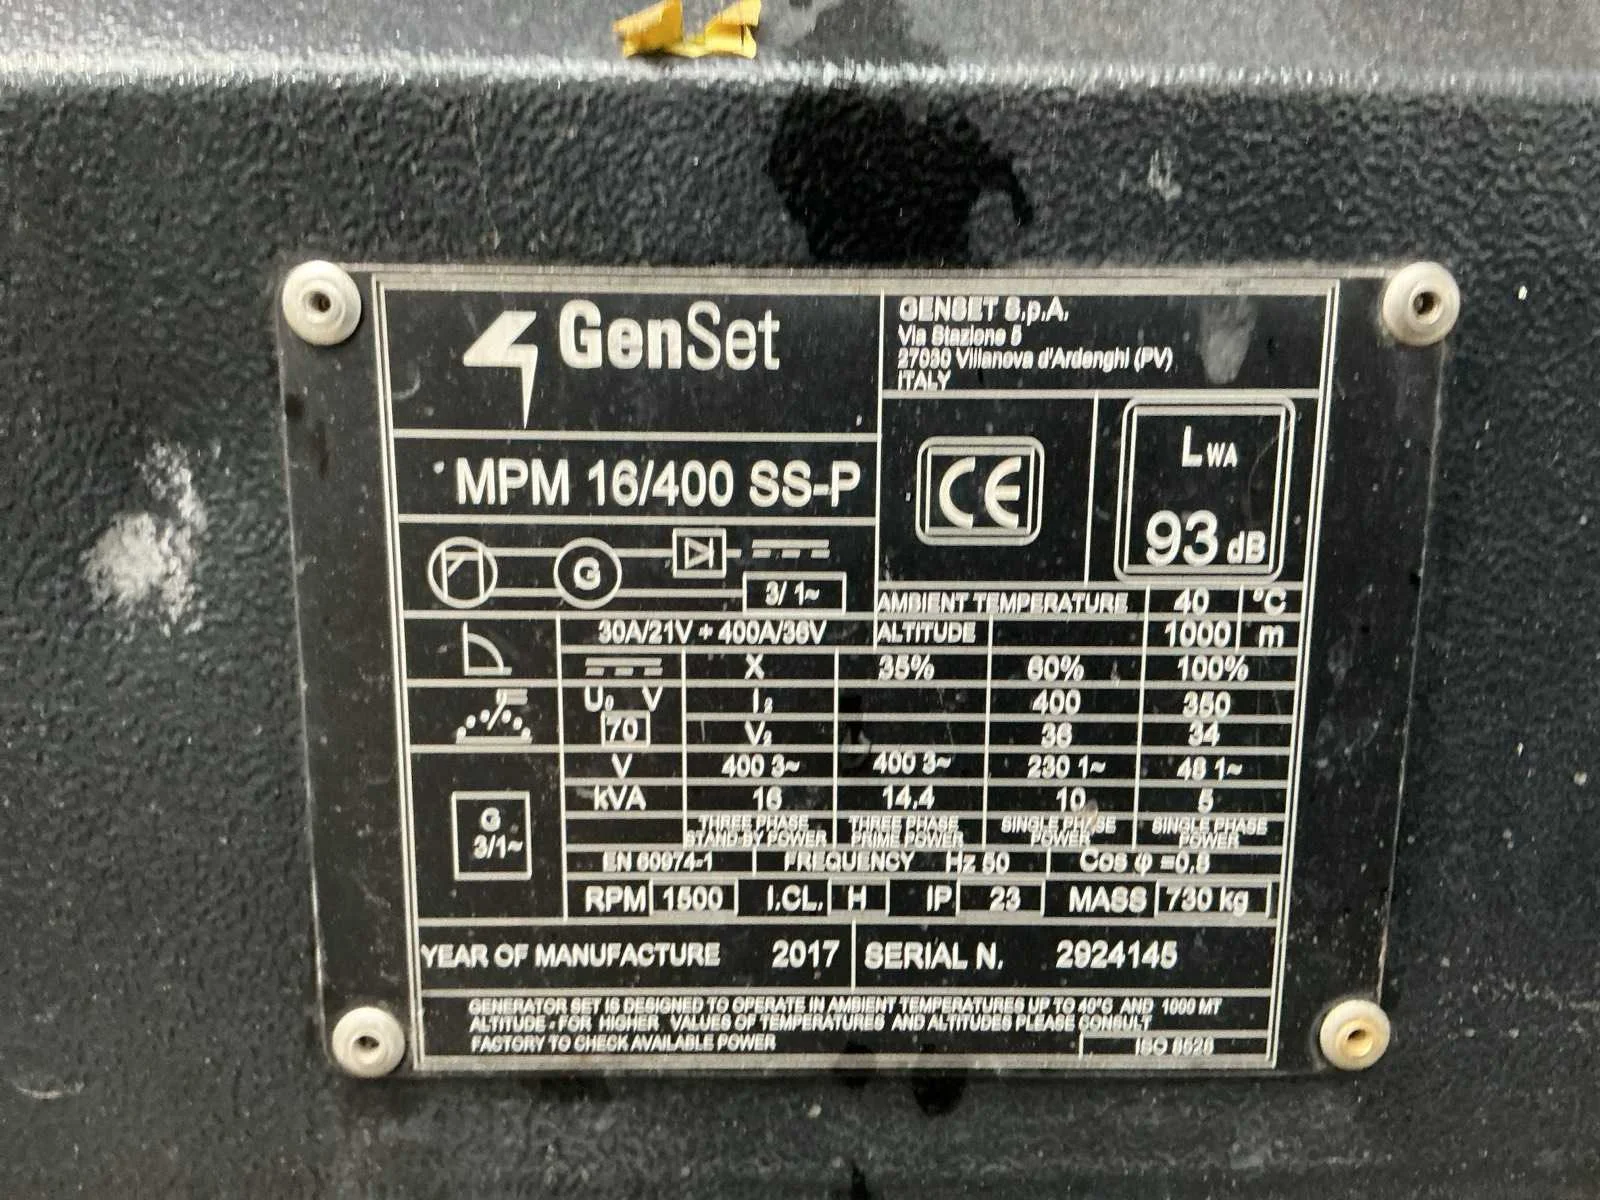 GenSet
GENSET S.p.A.
Via Stazione 5
27030 Villanova d'Ardenghi (PV)
ITALY
MPM 16/400 SS-P
CE
LWA
93 dB
G
3/ 1~
AMBIENT TEMPERATURE 40 °C
ALTITUDE 1000 m
30A/21V + 400A/36V
X 35% 60% 100%
U₀ V I₂ 400 350
70 V₂ 36 34
V 400 3~ 400 3~ 230 1~ 48 1~
kVA 16 14.4 10 5
THREE PHASE STAND-BY POWER THREE PHASE PRIME POWER SINGLE PHASE POWER SINGLE PHASE POWER
G
3/1~
EN 60974-1 FREQUENCY Hz 50 Cos φ =0.8
RPM 1500 I.CL. H IP 23 MASS 730 kg
YEAR OF MANUFACTURE 2017 SERIAL N. 2924145
GENERATOR SET IS DESIGNED TO OPERATE IN AMBIENT TEMPERATURES UP TO 40°C AND 1000 MT
ALTITUDE - FOR HIGHER VALUES OF TEMPERATURES AND ALTITUDES PLEASE CONSULT
FACTORY TO CHECK AVAILABLE POWER
ISO 8528